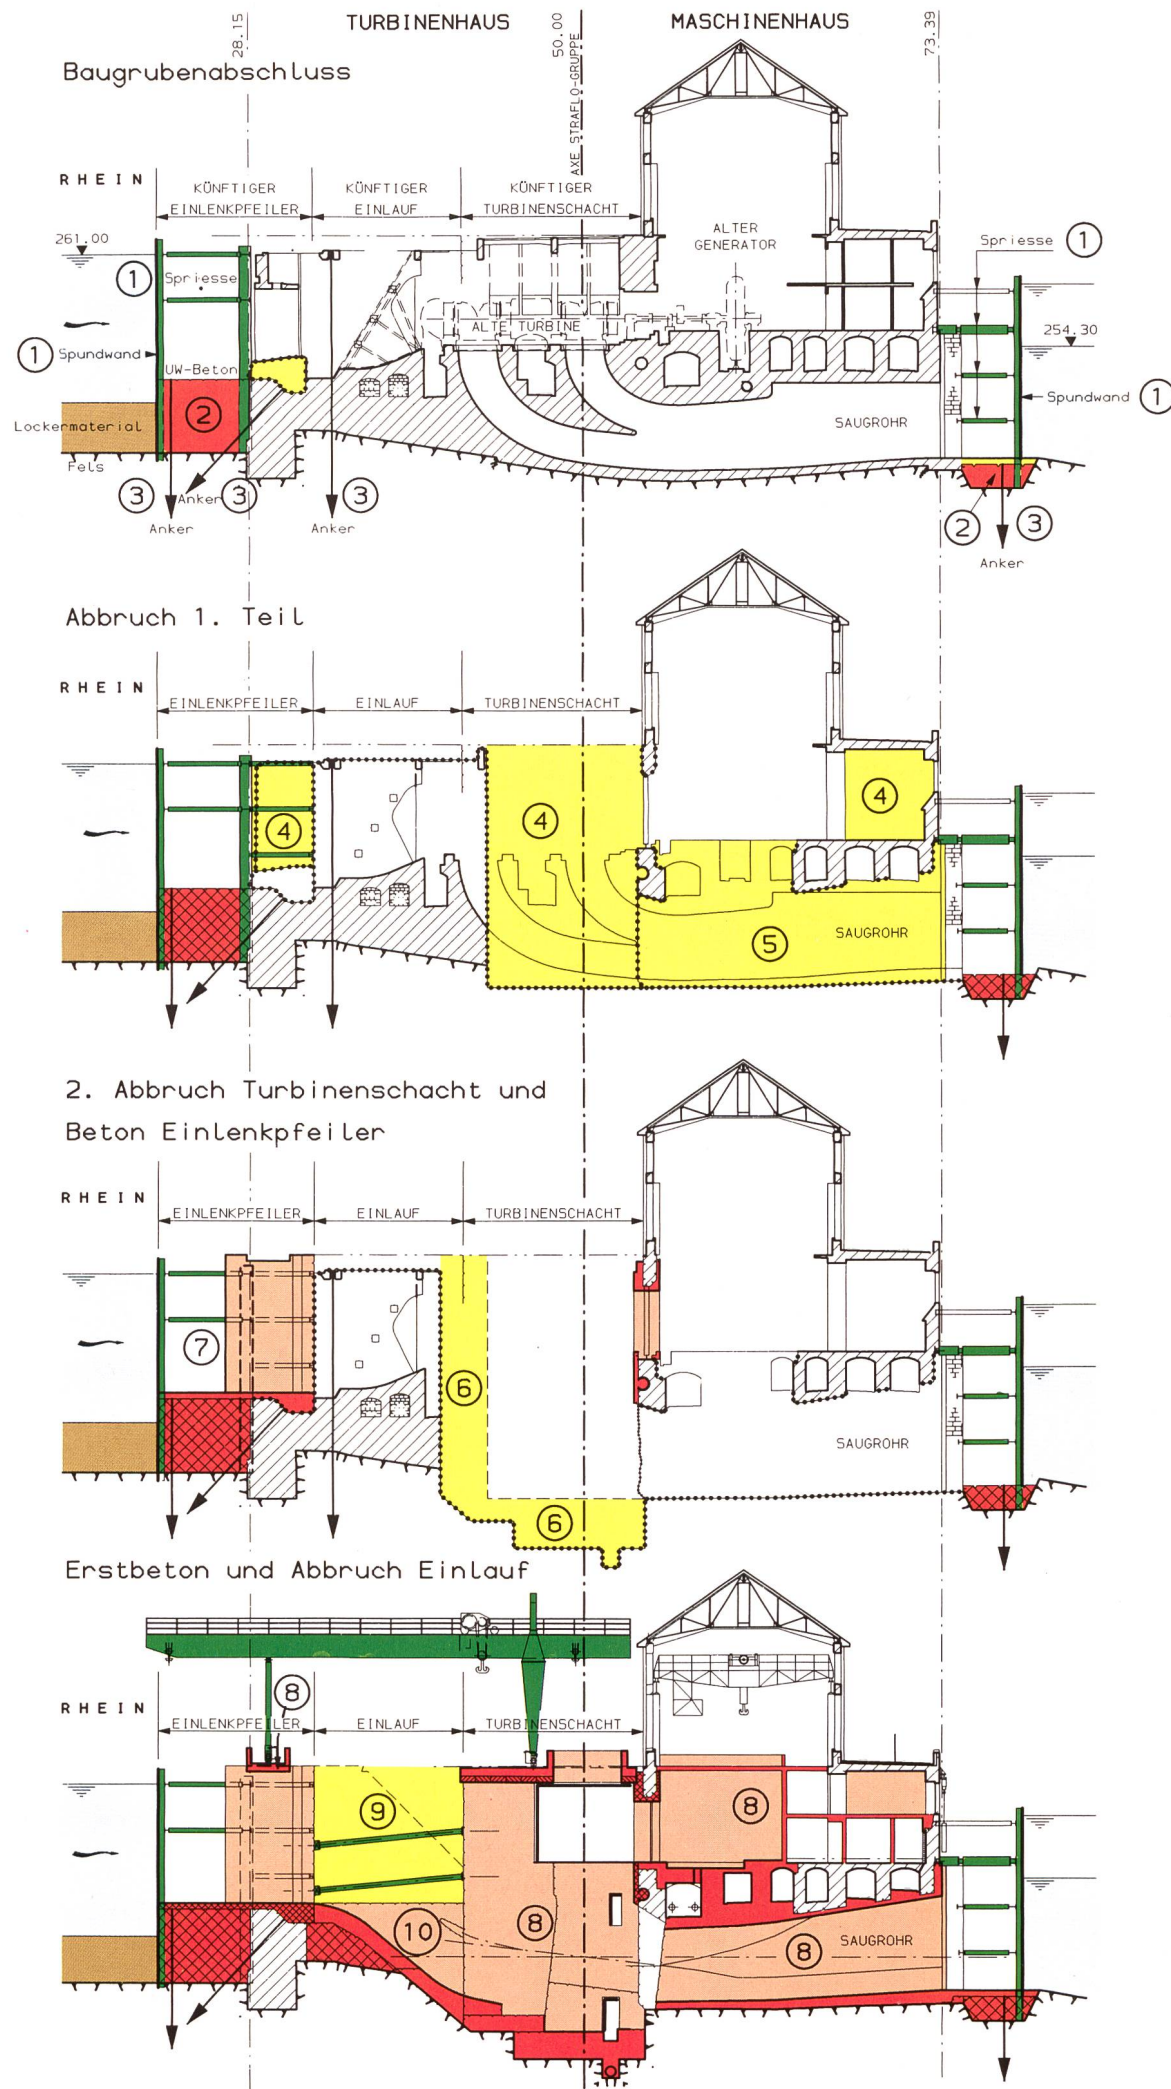 TURBINENHAUS
MASCHINENHAUS
28.15
50.00
AXE STRAFLO-GRUPPE
73.39
Baugrubenabschluss
RHEIN
KÜNFTIGER
EINLENKPFEILER
KÜNFTIGER
EINLAUF
KÜNFTIGER
TURBINENSCHACHT
261.00
ALTER
GENERATOR
Spriesse 1
1
Spriesse
ALTE TURBINE
254.30
1 Spundwand
UW-Beton
Spundwand 1
2
Lockermaterial
SAUGROHR
Fels
3
Anker 3
3
Anker
Anker
2
3
Anker
Abbruch 1. Teil
RHEIN
EINLENKPFEILER
EINLAUF
TURBINENSCHACHT
4
4
4
5
SAUGROHR
2. Abbruch Turbinenschacht und
Beton Einlenkpfeiler
RHEIN
EINLENKPFEILER
EINLAUF
TURBINENSCHACHT
7
6
SAUGROHR
6
Erstbeton und Abbruch Einlauf
8
RHEIN
EINLENKPFEILER
EINLAUF
TURBINENSCHACHT
9
8
10
8
8
SAUGROHR